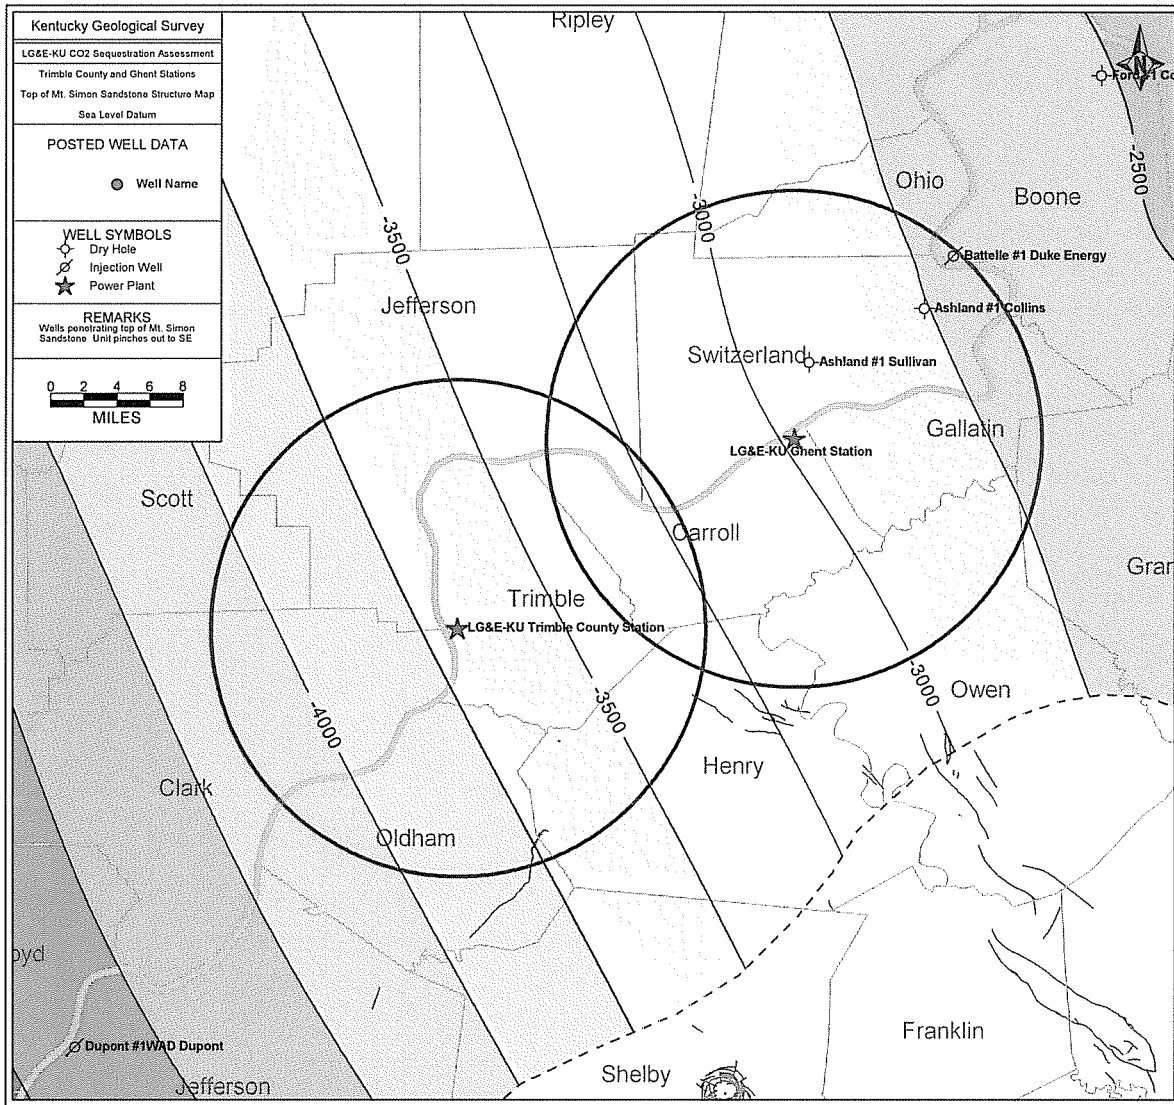 Kentucky Geological Survey
LG&E-KU CO2 Sequestration Assessment
Trimble County and Ghent Stations
Top of Mt. Simon Sandstone Structure Map
Sea Level Datum
POSTED WELL DATA
Well Name
WELL SYMBOLS
Dry Hole
Injection Well
Power Plant
REMARKS
Wells penetrating top of Mt. Simon
Sandstone Unit pinches out to SE
0 2 4 6 8
MILES
Ripley
N
Ford #1 Co
-2500
Ohio
Boone
-3000
-3500
Battelle #1 Duke Energy
Jefferson
Ashland #1 Collins
Switzerland
Ashland #1 Sullivan
Gallatin
LG&E-KU Ghent Station
Scott
Carroll
Gran
Trimble
LG&E-KU Trimble County Station
-4000
-3500
-3000
Owen
Henry
Clark
Oldham
oyd
Dupont #1WAD Dupont
Franklin
Shelby
Jefferson